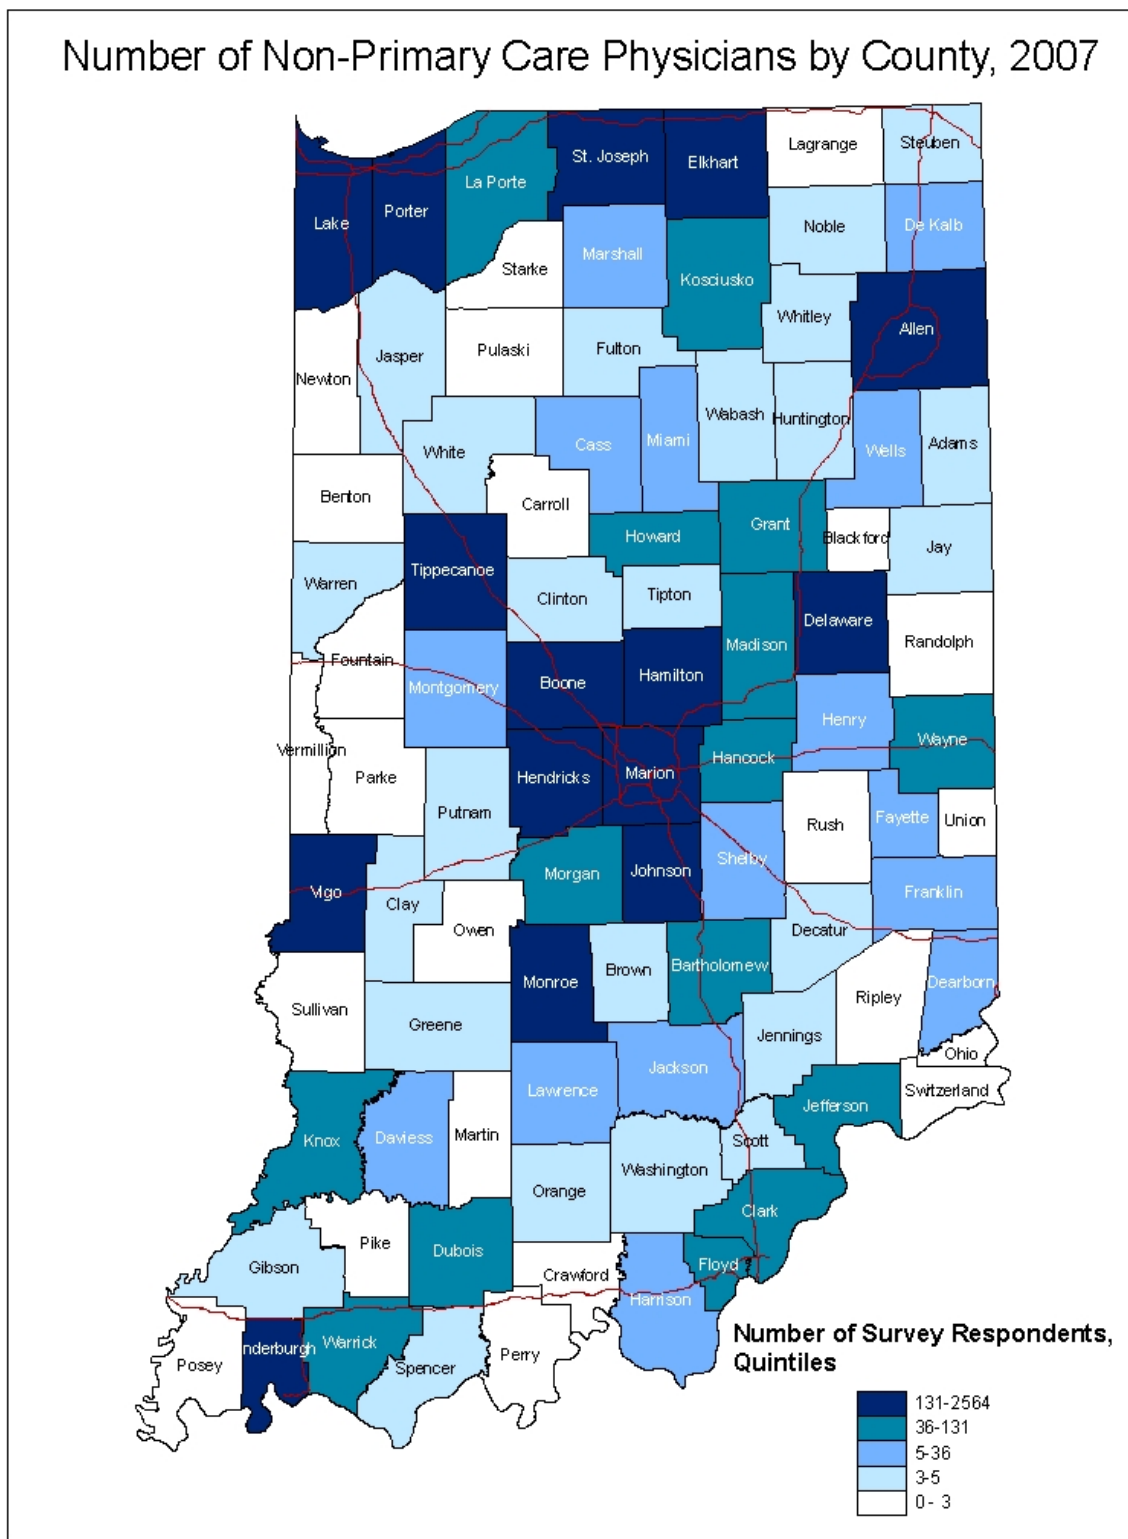 Number of Non-Primary Care Physicians by County, 2007
St. Joseph
Elkhart
Lagrange
Steuben
La Porte
Lake
Porter
Noble
De Kalb
Starke
Marshall
Kosciusko
Whitley
Allen
Newton
Jasper
Pulaski
Fulton
Wabash
Huntington
White
Cass
Miami
Wells
Adams
Benton
Carroll
Howard
Grant
Blackford
Jay
Warren
Tippecanoe
Clinton
Tipton
Madison
Delaware
Randolph
Fountain
Montgomery
Boone
Hamilton
Henry
Wayne
Vermillion
Parke
Hendricks
Marion
Hancock
Putnam
Rush
Fayette
Union
Vigo
Clay
Morgan
Johnson
Shelby
Franklin
Owen
Decatur
Monroe
Brown
Bartholomew
Ripley
Dearborn
Sullivan
Greene
Jennings
Ohio
Lawrence
Jackson
Jefferson
Switzerland
Knox
Daviess
Martin
Scott
Orange
Washington
Clark
Pike
Dubois
Floyd
Gibson
Crawford
Harrison
Posey
nderburgh
Warrick
Spencer
Perry
Number of Survey Respondents,
Quintiles
131-2564
36-131
5-36
3-5
0 - 3